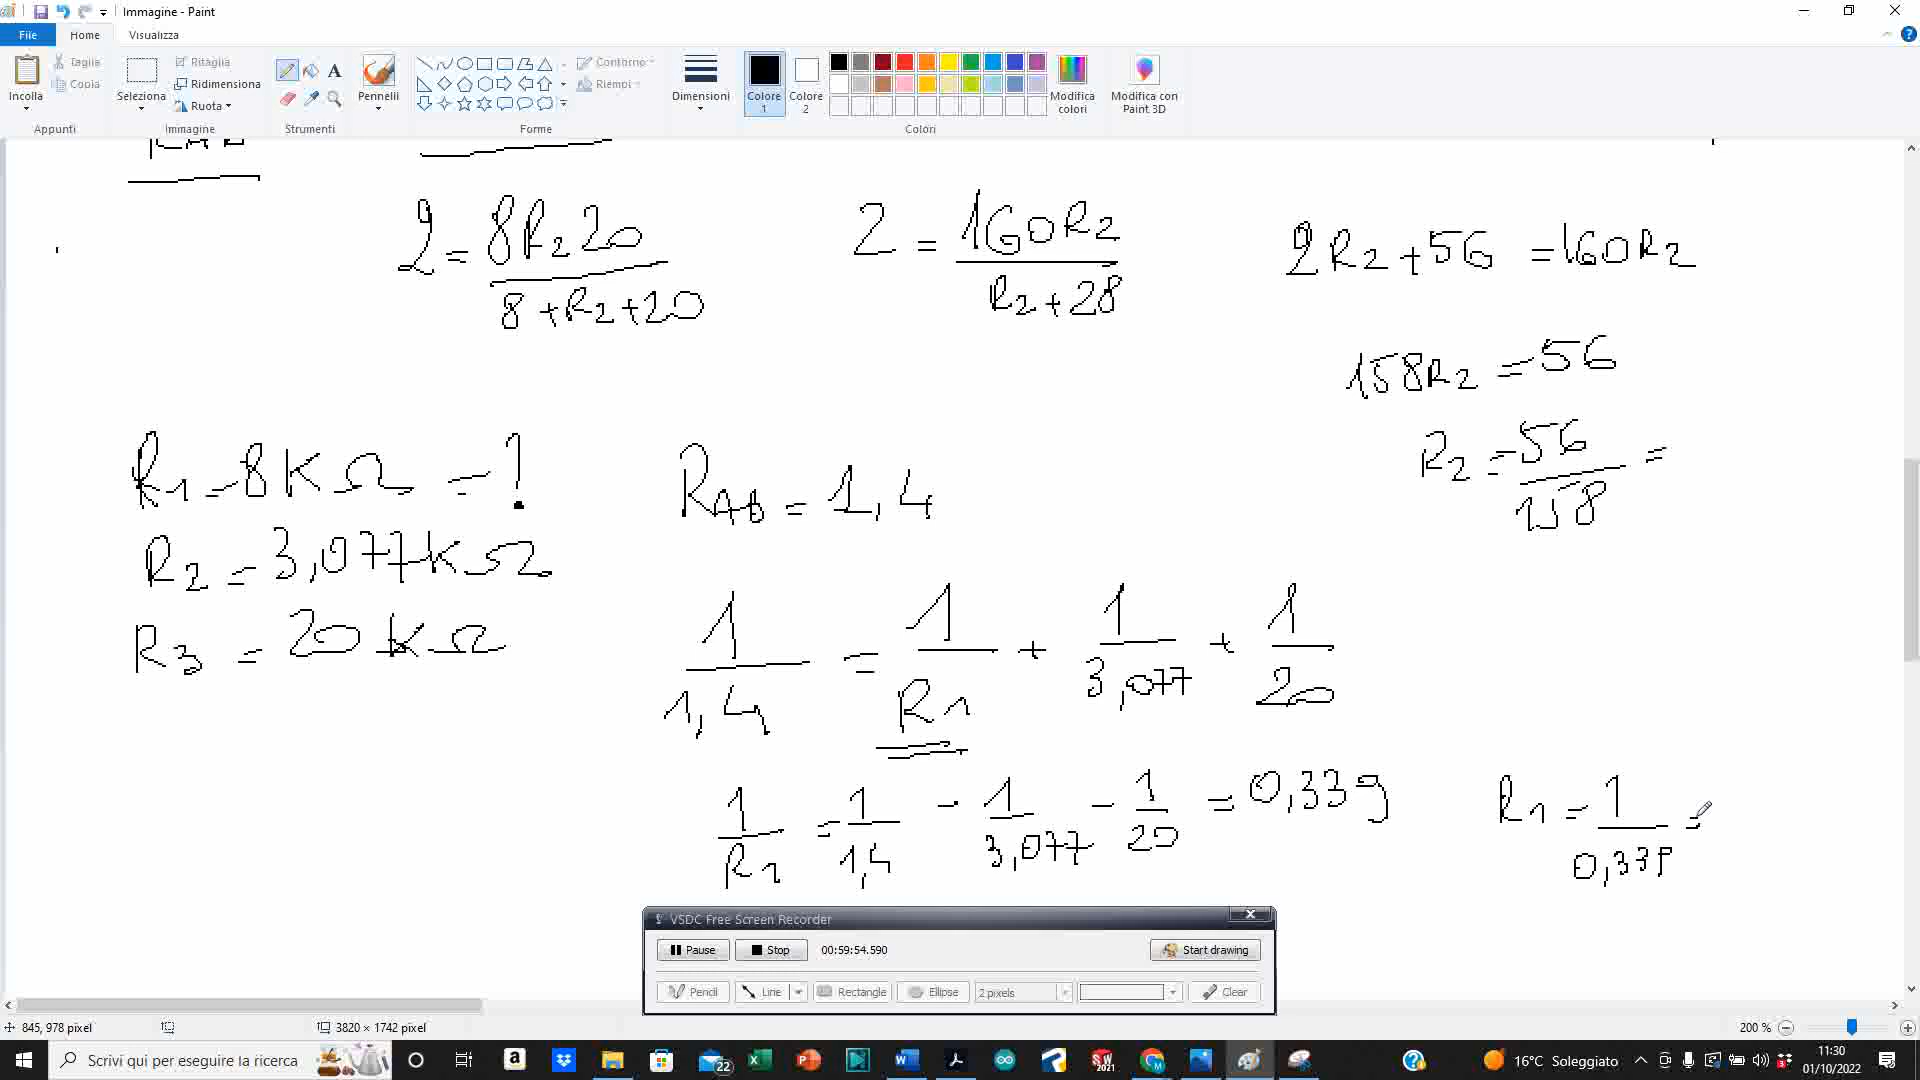 Immagine - Paint
File Home Visualizza
Incolla
Taglia
Copia
Appunti
Seleziona
Ritaglia
Ridimensiona
Ruota
Immagine
A
Strumenti
Pennelli
Contorno
Riempi
Forme
Dimensioni
Colore 1
Colore 2
Modifica colori
Modifica con Paint 3D
Colori
2 = 8R2 20 / 8+R2+20
2 = 160R2 / R2+28
2R2+56 = 160R2
158R2 = 56
R2 = 56/158 =
R1 = 8KΩ = ?
R2 = 3,077KΩ
R3 = 20KΩ
RAB = 1,4
1/1,4 = 1/R1 + 1/3,077 + 1/20
1/R1 = 1/1,4 - 1/3,077 - 1/20 = 0,339
R1 = 1/0,339 =
VSDC Free Screen Recorder
Pause Stop 00:59:54.590 Start drawing
Pencil Line Rectangle Ellipse 2 pixels Clear
845, 978 pixel 3820 × 1742 pixel 200 %
Scrivi qui per eseguire la ricerca
22
SW 2021
16°C Soleggiato
11:30
01/10/2022